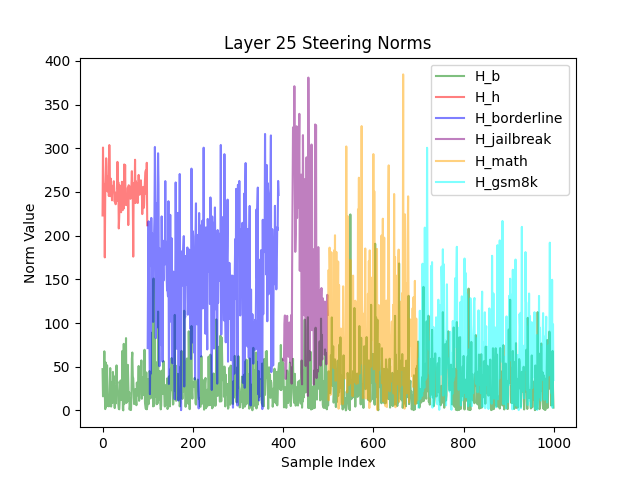 Layer 25 Steering Norms
400
350
300
250
200
150
100
50
0
Norm Value
0
200
400
600
800
1000
Sample Index
H_b
H_h
H_borderline
H_jailbreak
H_math
H_gsm8k